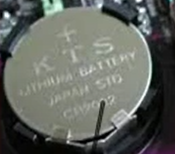 +
KTS
LITHIUM BATTERY
JAPAN STD